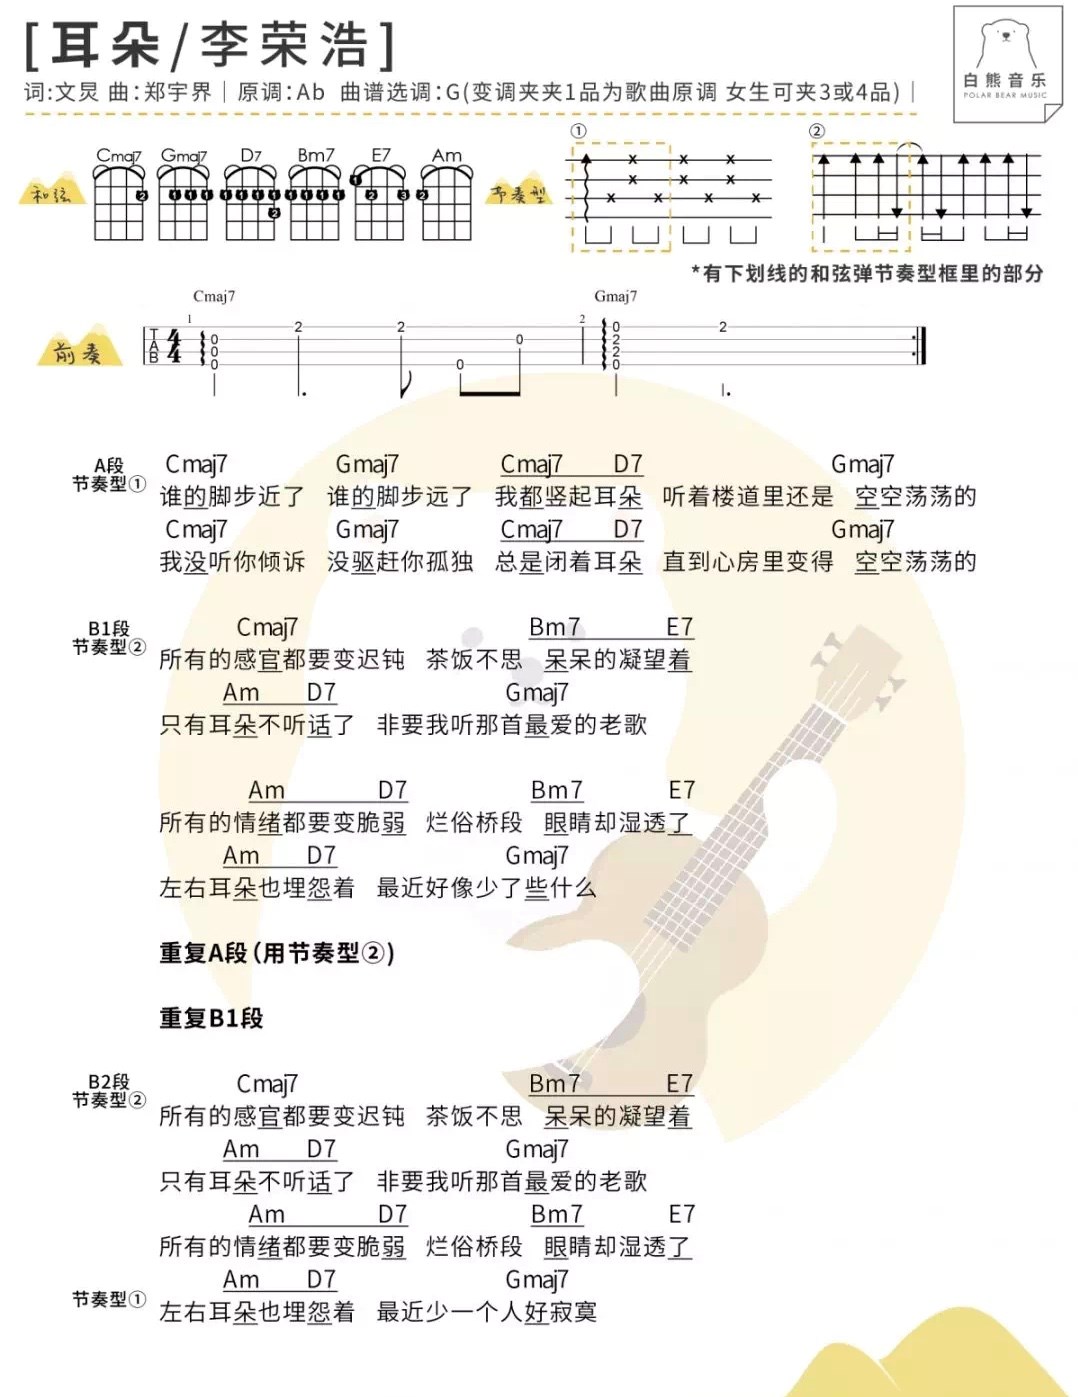 [耳朵/李荣浩]
词:文炅 曲:郑宇界｜原调:Ab 曲谱选调:G(变调夹夹1品为歌曲原调 女生可夹3或4品)｜
白熊音乐
POLAR BEAR MUSIC
和弦
Cmaj7 Gmaj7 D7 Bm7 E7 Am
节奏型
① ②
*有下划线的和弦弹节奏型框里的部分
前奏
Cmaj7 Gmaj7
A段
节奏型①
Cmaj7 Gmaj7 Cmaj7 D7 Gmaj7
谁的脚步近了 谁的脚步远了 我都竖起耳朵 听着楼道里还是 空空荡荡的
Cmaj7 Gmaj7 Cmaj7 D7 Gmaj7
我没听你倾诉 没驱赶你孤独 总是闭着耳朵 直到心房里变得 空空荡荡的
B1段
节奏型②
Cmaj7 Bm7 E7
所有的感官都要变迟钝 茶饭不思 呆呆的凝望着
Am D7 Gmaj7
只有耳朵不听话了 非要我听那首最爱的老歌
Am D7 Bm7 E7
所有的情绪都要变脆弱 烂俗桥段 眼睛却湿透了
Am D7 Gmaj7
左右耳朵也埋怨着 最近好像少了些什么
重复A段(用节奏型②)
重复B1段
B2段
节奏型②
Cmaj7 Bm7 E7
所有的感官都要变迟钝 茶饭不思 呆呆的凝望着
Am D7 Gmaj7
只有耳朵不听话了 非要我听那首最爱的老歌
Am D7 Bm7 E7
所有的情绪都要变脆弱 烂俗桥段 眼睛却湿透了
节奏型①
Am D7 Gmaj7
左右耳朵也埋怨着 最近少一个人好寂寞